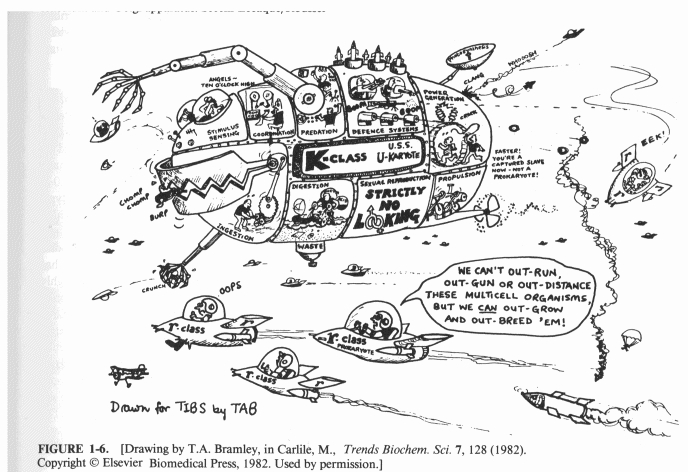 ANGELS –
TEN O'CLOCK HIGH
STIMULUS
SENSING
COORDINATION
PREDATION
DEFENCE SYSTEMS
BOOM
POWER
GENERATION
CRACK
CLANG
K-CLASS
U.S.S.
U-KARYOTE
FASTER!
YOU'RE A
CAPTURED SLAVE
NOW - NOT A
PROKARYOTE!
EEK!
r
CHOMP
CHOMP
BURP
INGESTION
DIGESTION
SEXUAL REPRODUCTION
STRICTLY
NO
LOOKING
PROPULSION
WASTE
CRUNCH
OOPS
r-class
r-class
PROKARYOTE
r-class
r
WE CAN'T OUT-RUN,
OUT-GUN OR OUT-DISTANCE
THESE MULTICELL ORGANISMS,
BUT WE CAN OUT-GROW
AND OUT-BREED 'EM!
Drawn for TIBS by TAB
FIGURE 1-6. [Drawing by T.A. Bramley, in Carlile, M., Trends Biochem. Sci. 7, 128 (1982).
Copyright © Elsevier Biomedical Press, 1982. Used by permission.]